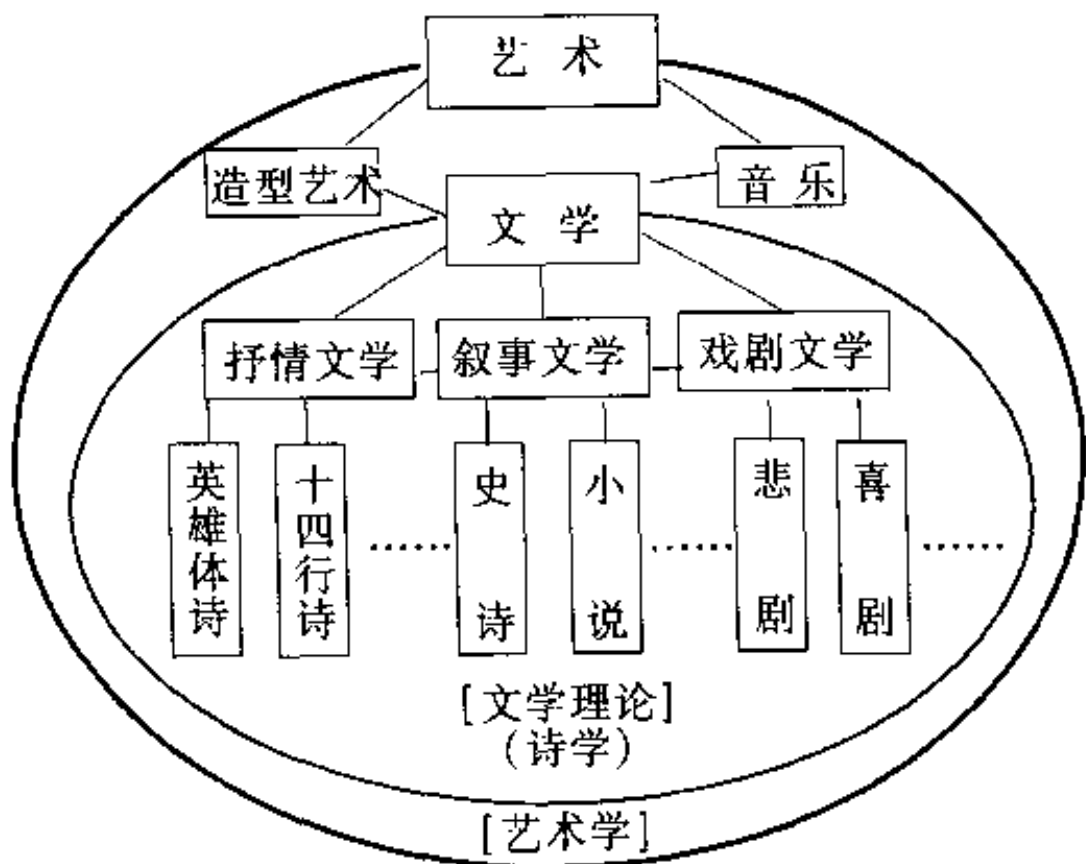 艺术
造型艺术
音乐
文学
抒情文学
叙事文学
戏剧文学
英雄体诗
十四行诗
史诗
小说
悲剧
喜剧
[文学理论]
(诗学)
[艺术学]